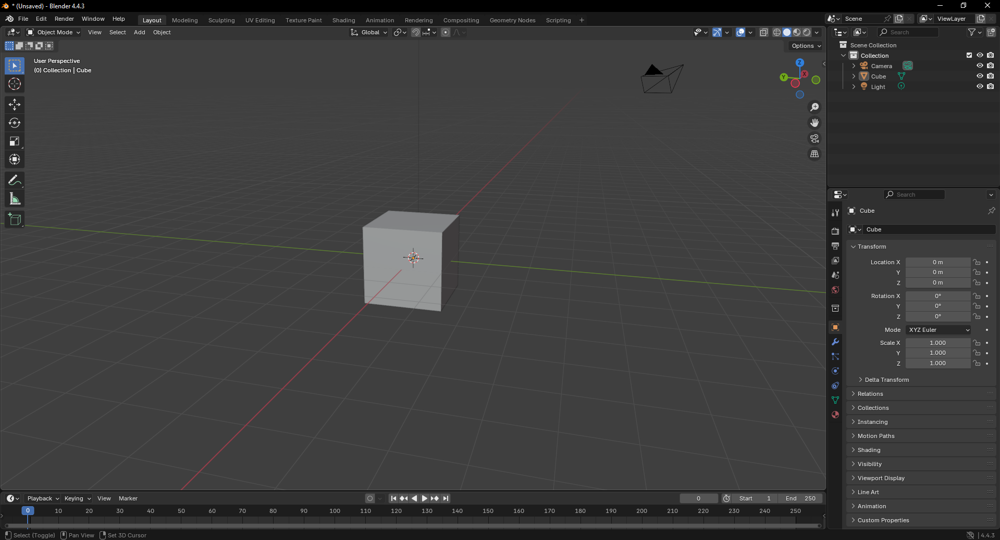 * (Unsaved) - Blender 4.4.3
File Edit Render Window Help Layout Modeling Sculpting UV Editing Texture Paint Shading Animation Rendering Compositing Geometry Nodes Scripting + Scene ViewLayer
Object Mode View Select Add Object Global Search
Options
User Perspective
(0) Collection | Cube
Z
Y
X
Scene Collection
Collection
Camera
Cube
Light
Search
Cube
Cube
Transform
Location X 0 m
Y 0 m
Z 0 m
Rotation X 0°
Y 0°
Z 0°
Mode XYZ Euler
Scale X 1.000
Y 1.000
Z 1.000
Delta Transform
Relations
Collections
Instancing
Motion Paths
Shading
Visibility
Viewport Display
Line Art
Animation
Custom Properties
Playback Keying View Marker 0 Start 1 End 250
0 10 20 30 40 50 60 70 80 90 100 110 120 130 140 150 160 170 180 190 200 210 220 230 240 250
Select (Toggle) Pan View Set 3D Cursor 4.4.3